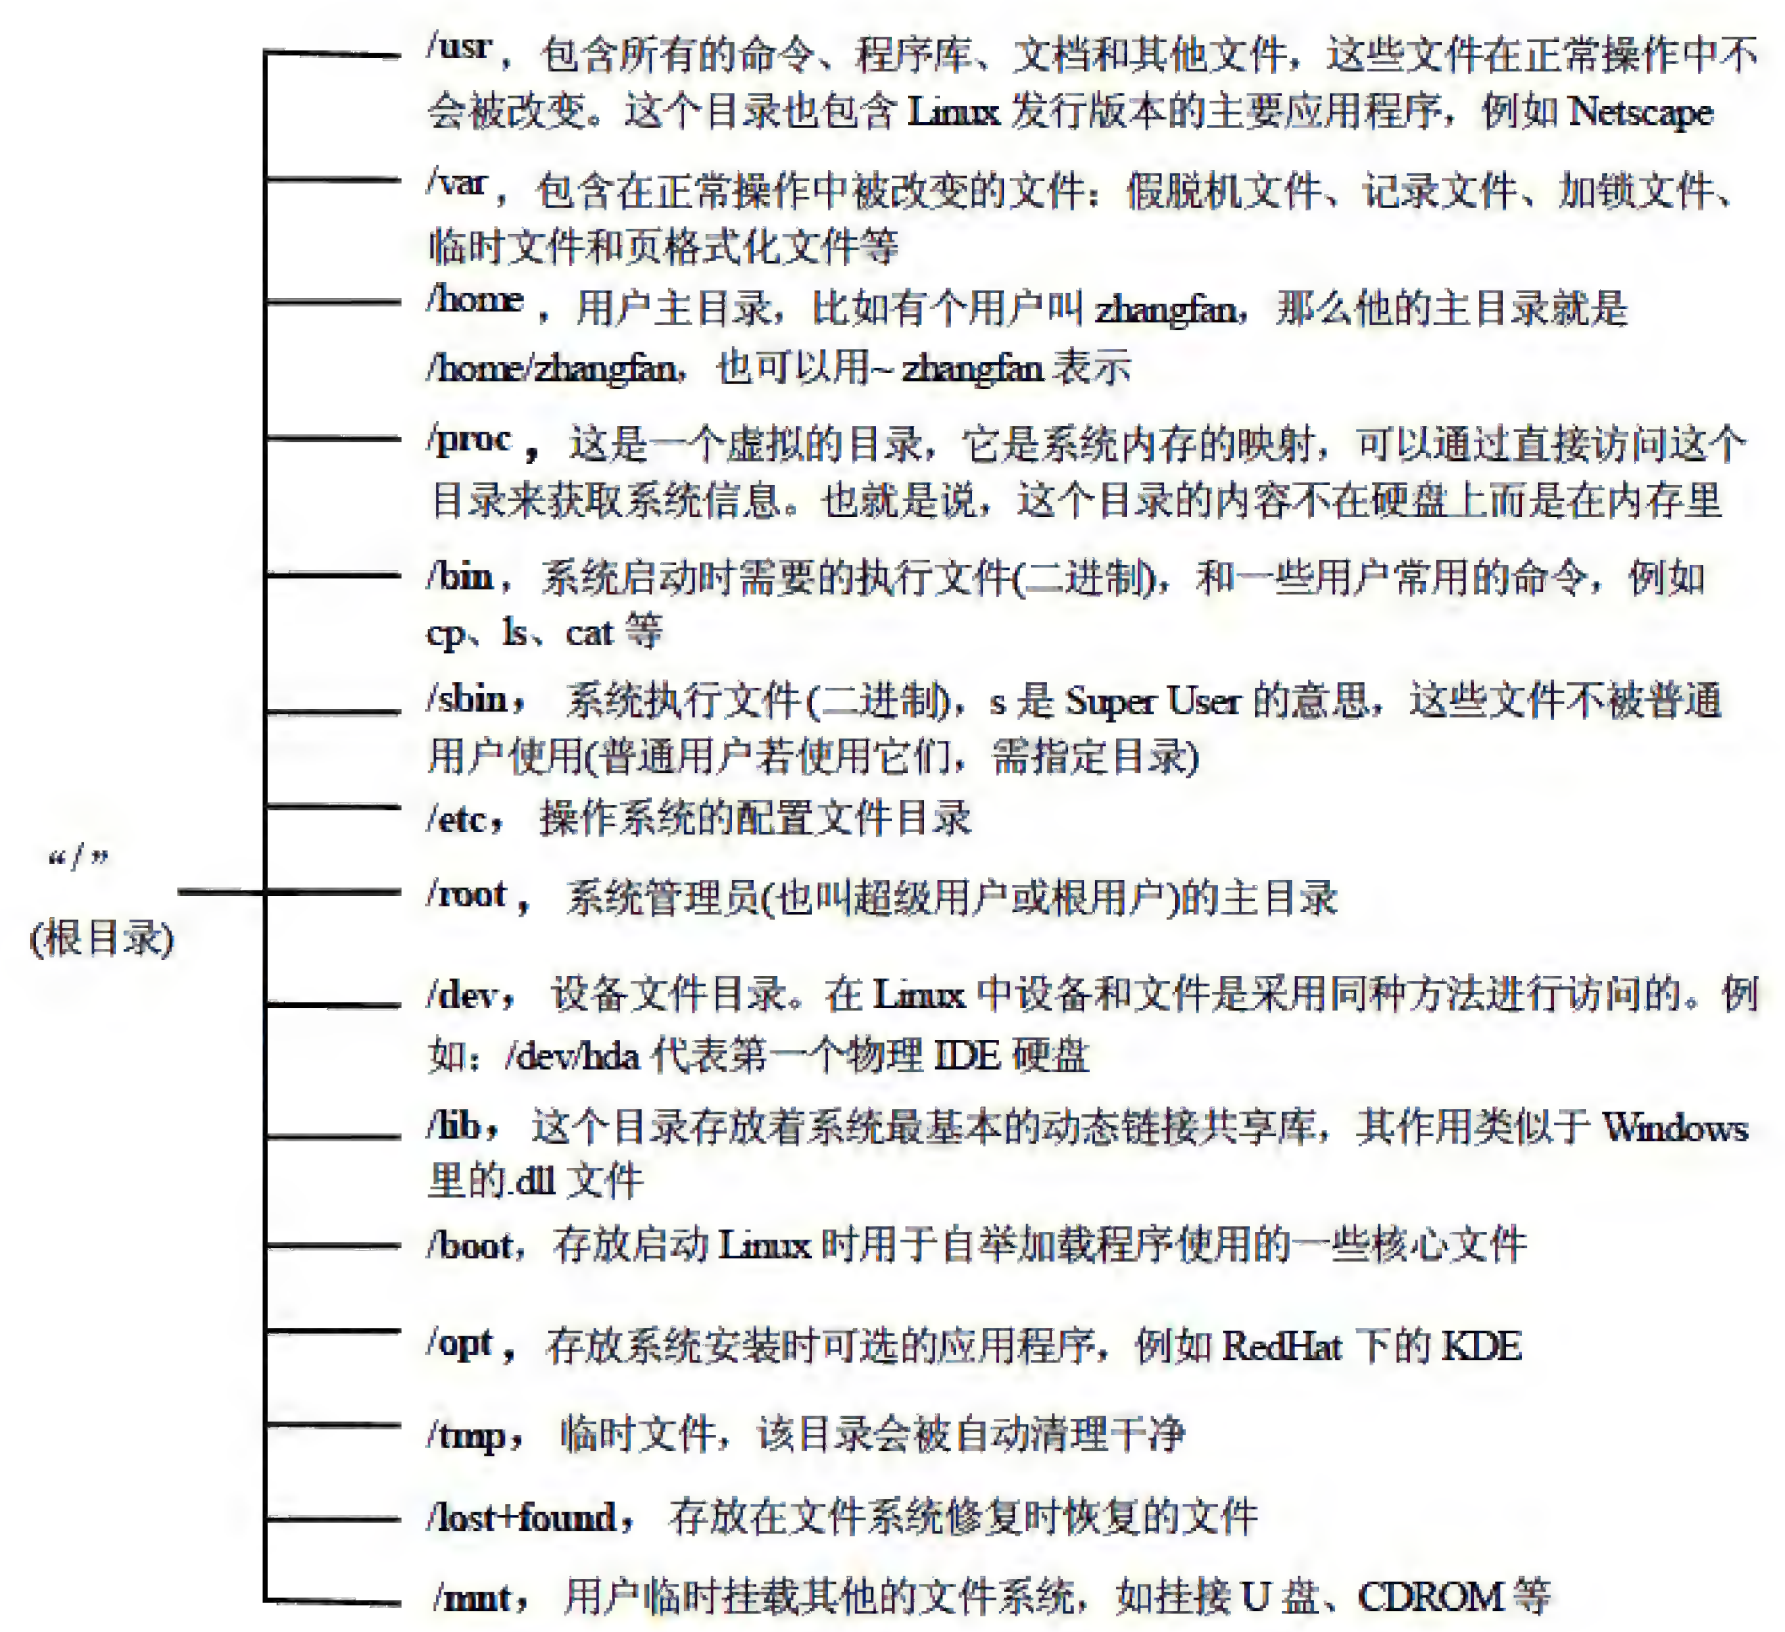 /usr，包含所有的命令、程序库、文档和其他文件，这些文件在正常操作中不
会被改变。这个目录也包含 Linux 发行版本的主要应用程序，例如 Netscape
/var，包含在正常操作中被改变的文件：假脱机文件、记录文件、加锁文件、
临时文件和页格式化文件等
/home，用户主目录，比如有个用户叫 zhangfan，那么他的主目录就是
/home/zhangfan，也可以用~ zhangfan 表示
/proc，这是一个虚拟的目录，它是系统内存的映射，可以通过直接访问这个
目录来获取系统信息。也就是说，这个目录的内容不在硬盘上而是在内存里
/bin，系统启动时需要的执行文件(二进制)，和一些用户常用的命令，例如
cp、ls、cat 等
/sbin，系统执行文件(二进制)，s 是 Super User 的意思，这些文件不被普通
用户使用(普通用户若使用它们，需指定目录)
/etc，操作系统的配置文件目录
“/”
(根目录)
/root，系统管理员(也叫超级用户或根用户)的主目录
/dev，设备文件目录。在 Linux 中设备和文件是采用同种方法进行访问的。例
如：/dev/hda 代表第一个物理 IDE 硬盘
/lib，这个目录存放着系统最基本的动态链接共享库，其作用类似于 Windows
里的.dll 文件
/boot，存放启动 Linux 时用于自举加载程序使用的一些核心文件
/opt，存放系统安装时可选的应用程序，例如 RedHat 下的 KDE
/tmp，临时文件，该目录会被自动清理干净
/lost+found，存放在文件系统修复时恢复的文件
/mnt，用户临时挂载其他的文件系统，如挂接 U 盘、CDROM 等